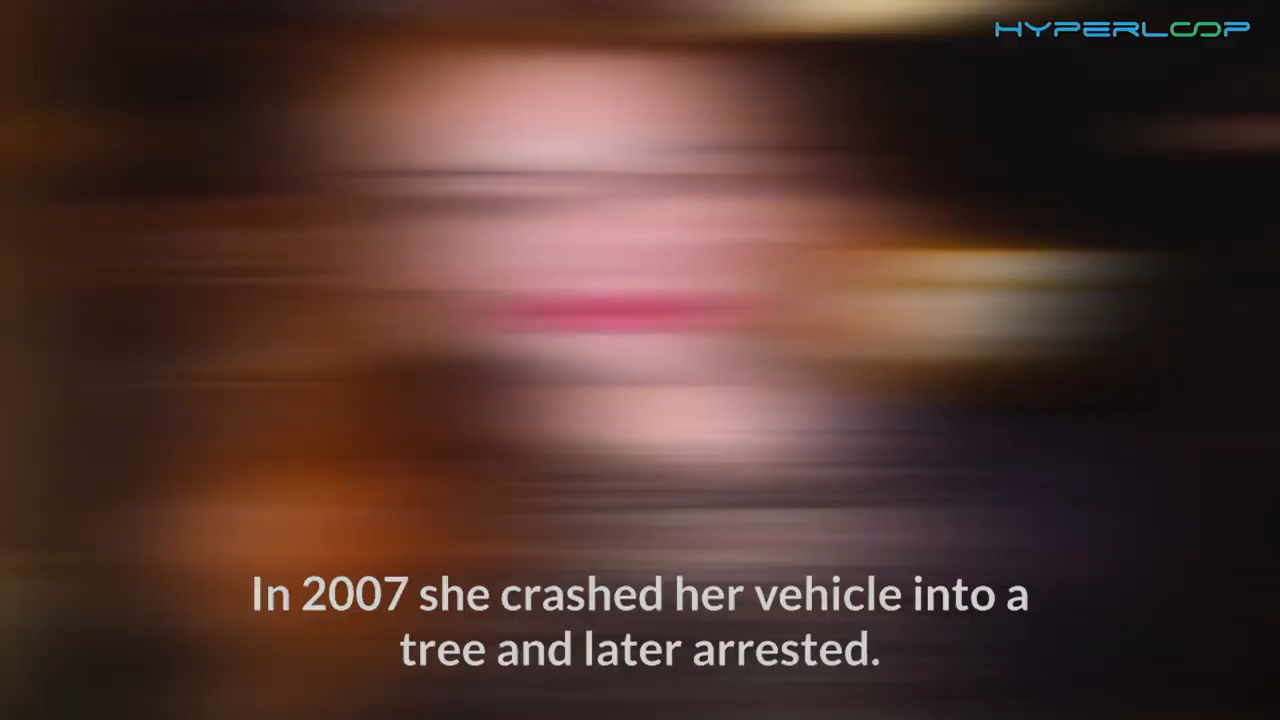 HYPERLOOP
In 2007 she crashed her vehicle into a
tree and later arrested.